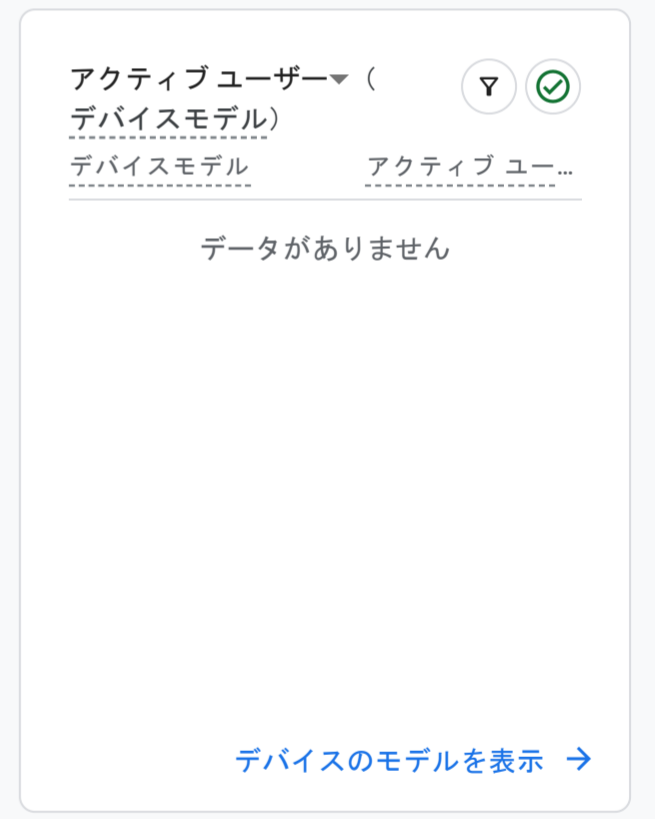 アクティブ ユーザー （
デバイスモデル）
デバイスモデル アクティブ ユー...
データがありません
デバイスのモデルを表示